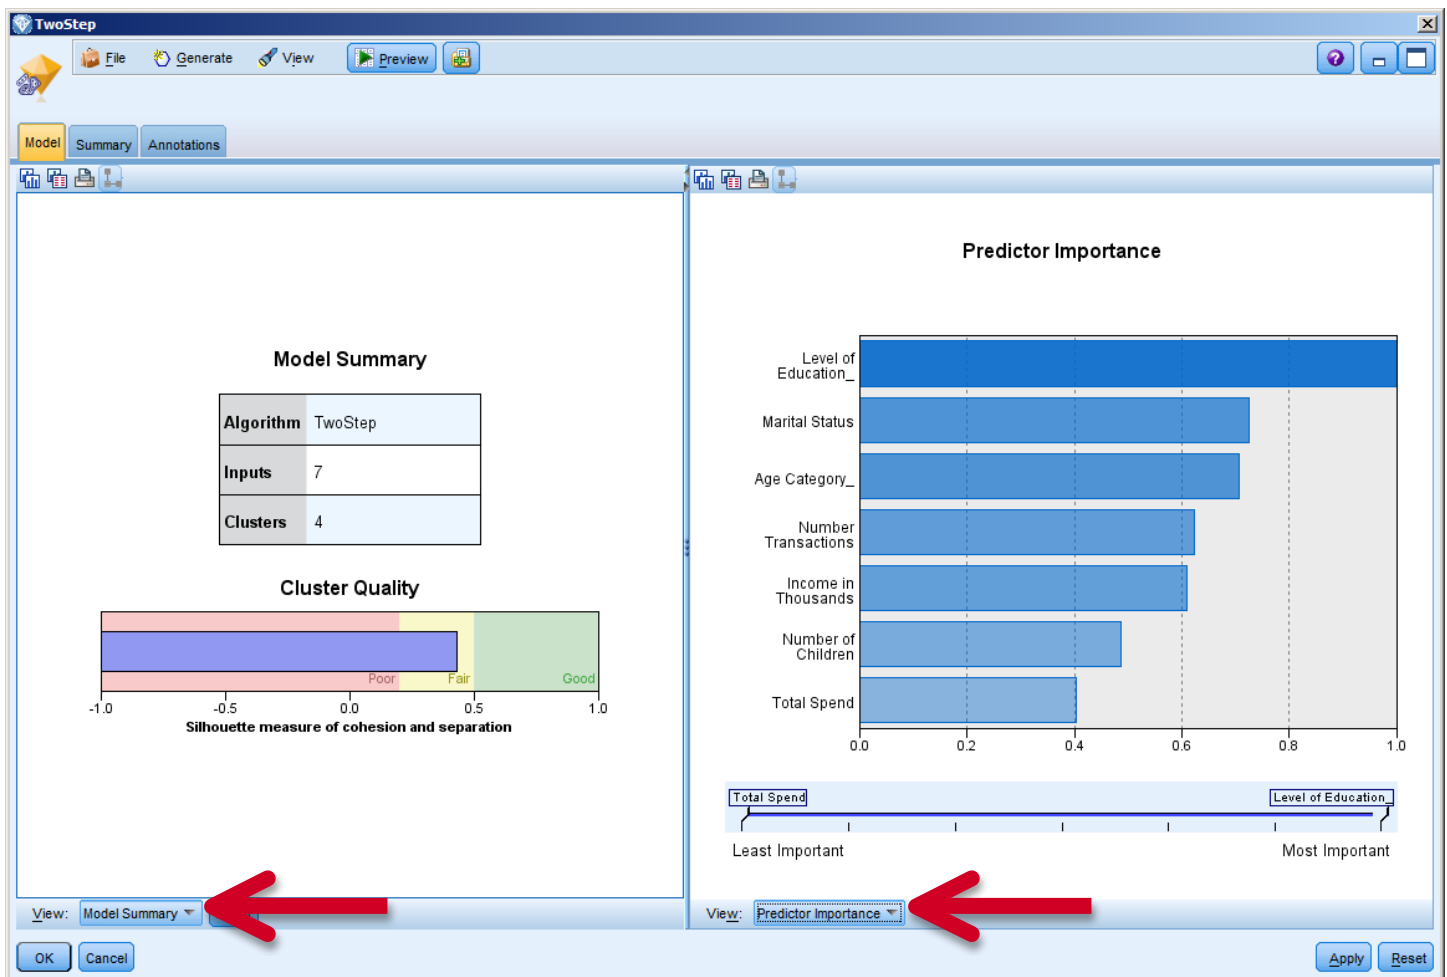 TwoStep
File Generate View Preview
Model Summary Annotations
Model Summary
Algorithm TwoStep
Inputs 7
Clusters 4
Cluster Quality
Poor Fair Good
-1.0 -0.5 0.0 0.5 1.0
Silhouette measure of cohesion and separation
View: Model Summary
Predictor Importance
Level of
Education_
Marital Status
Age Category_
Number
Transactions
Income in
Thousands
Number of
Children
Total Spend
0.0 0.2 0.4 0.6 0.8 1.0
Total Spend Level of Education_
Least Important Most Important
View: Predictor Importance
OK Cancel Apply Reset